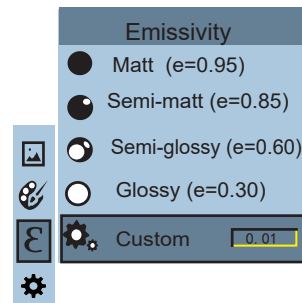 Emissivity
Matt (e=0.95)
Semi-matt (e=0.85)
Semi-glossy (e=0.60)
Glossy (e=0.30)
Ɛ
Custom 0.01